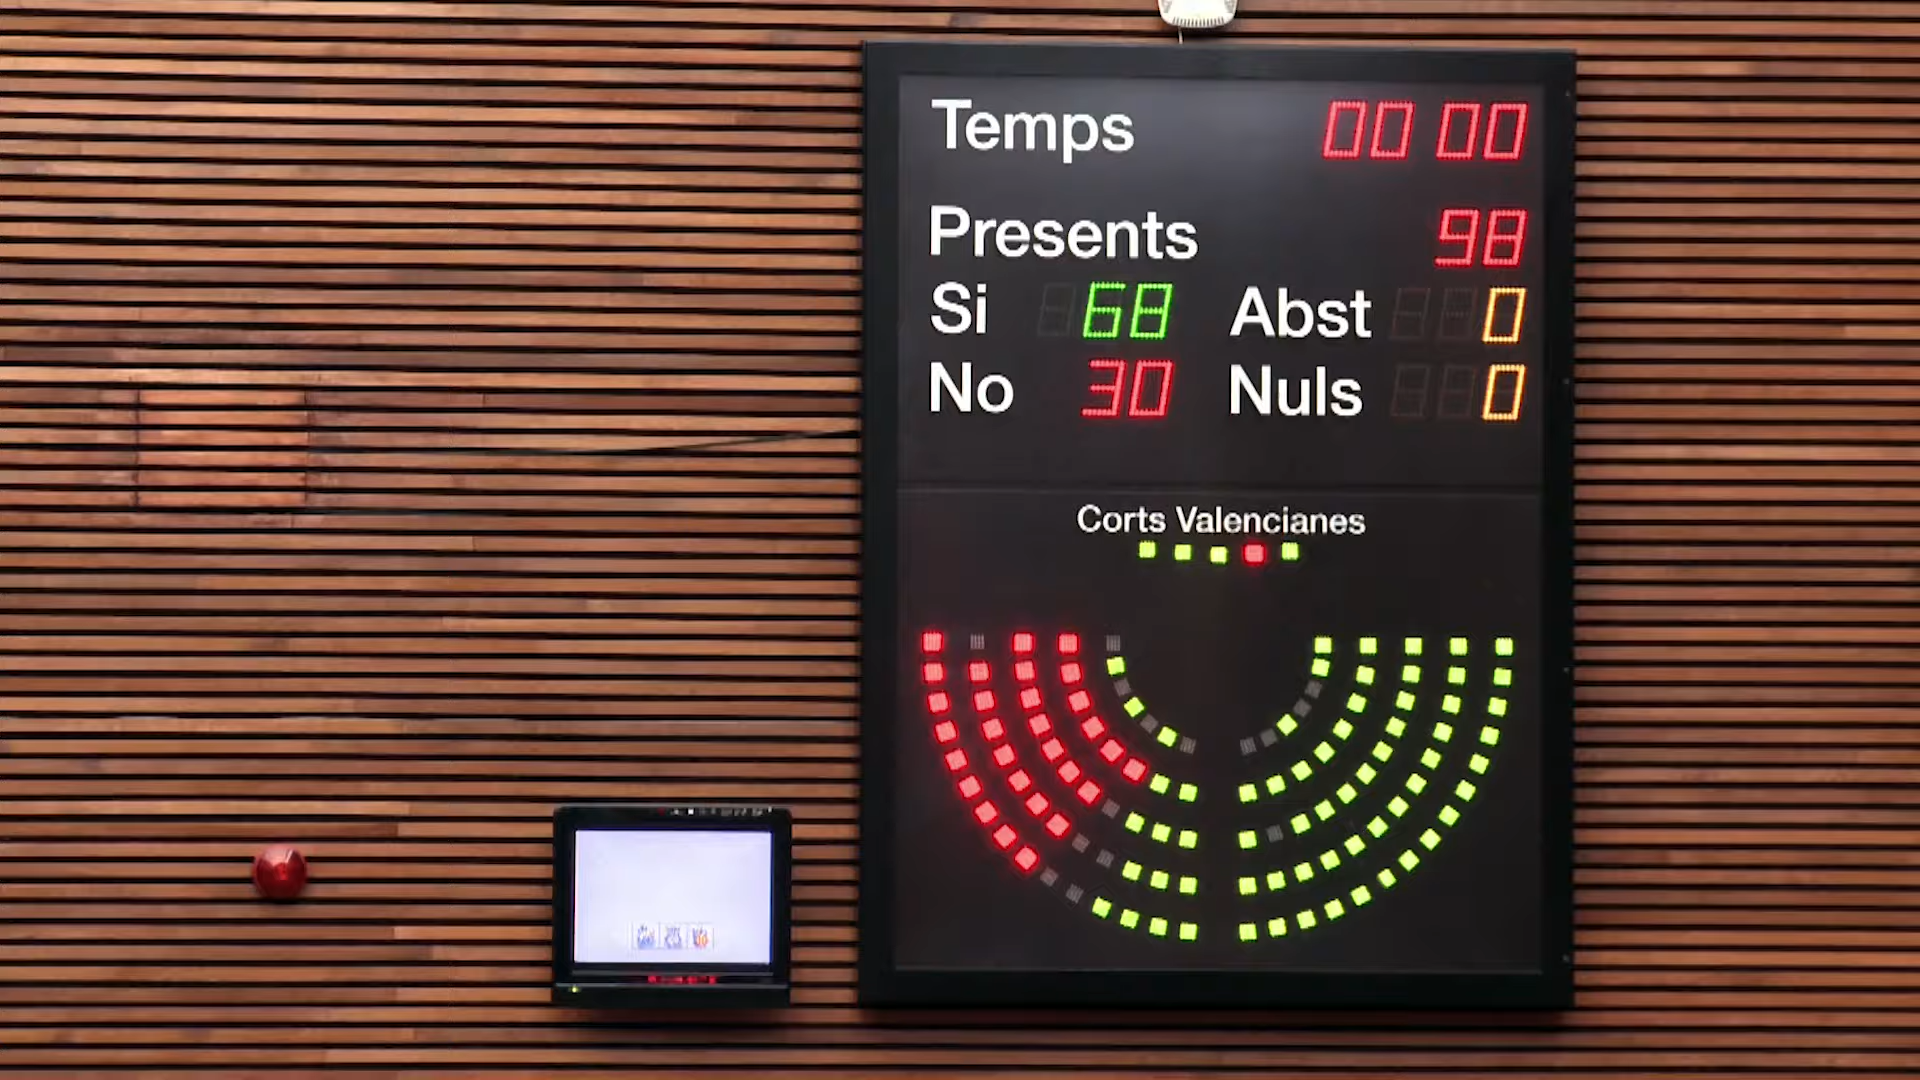 Temps 00 00
Presents 98
Si 68 Abst 0
No 30 Nuls 0
Corts Valencianes